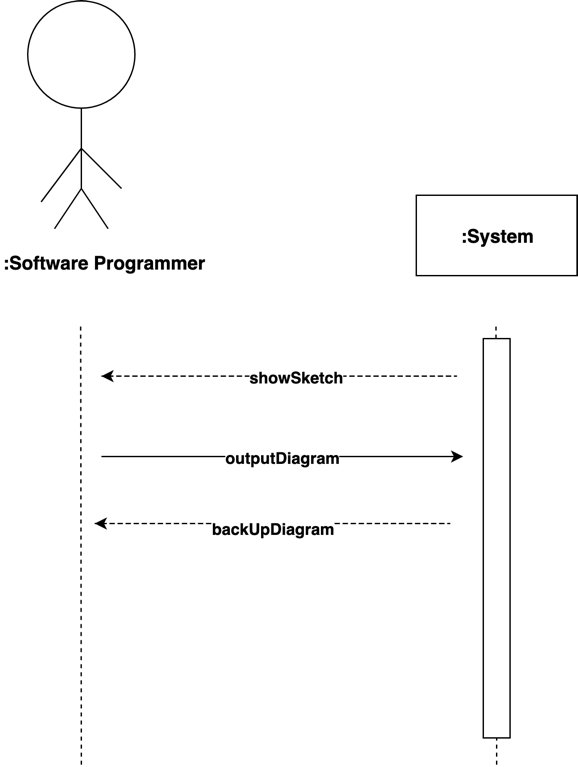 :System
:Software Programmer
showSketch
outputDiagram
backUpDiagram